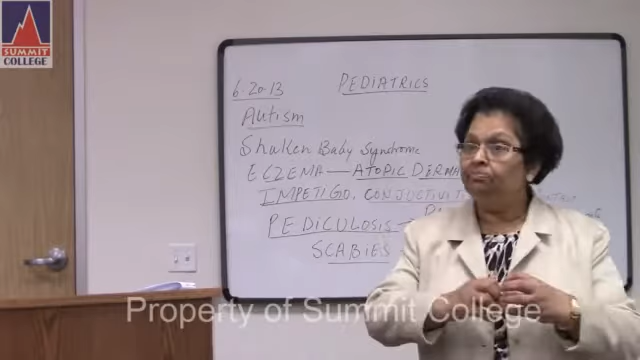 SUMMIT
COLLEGE
6.20.13
PEDIATRICS
Autism
Shaken Baby Syndrome
ECZEMA — ATOPIC DERMA
IMPETIGO, CONJUCTIVIT
PEDICULOSIS →
SCABIES
Property of Summit College